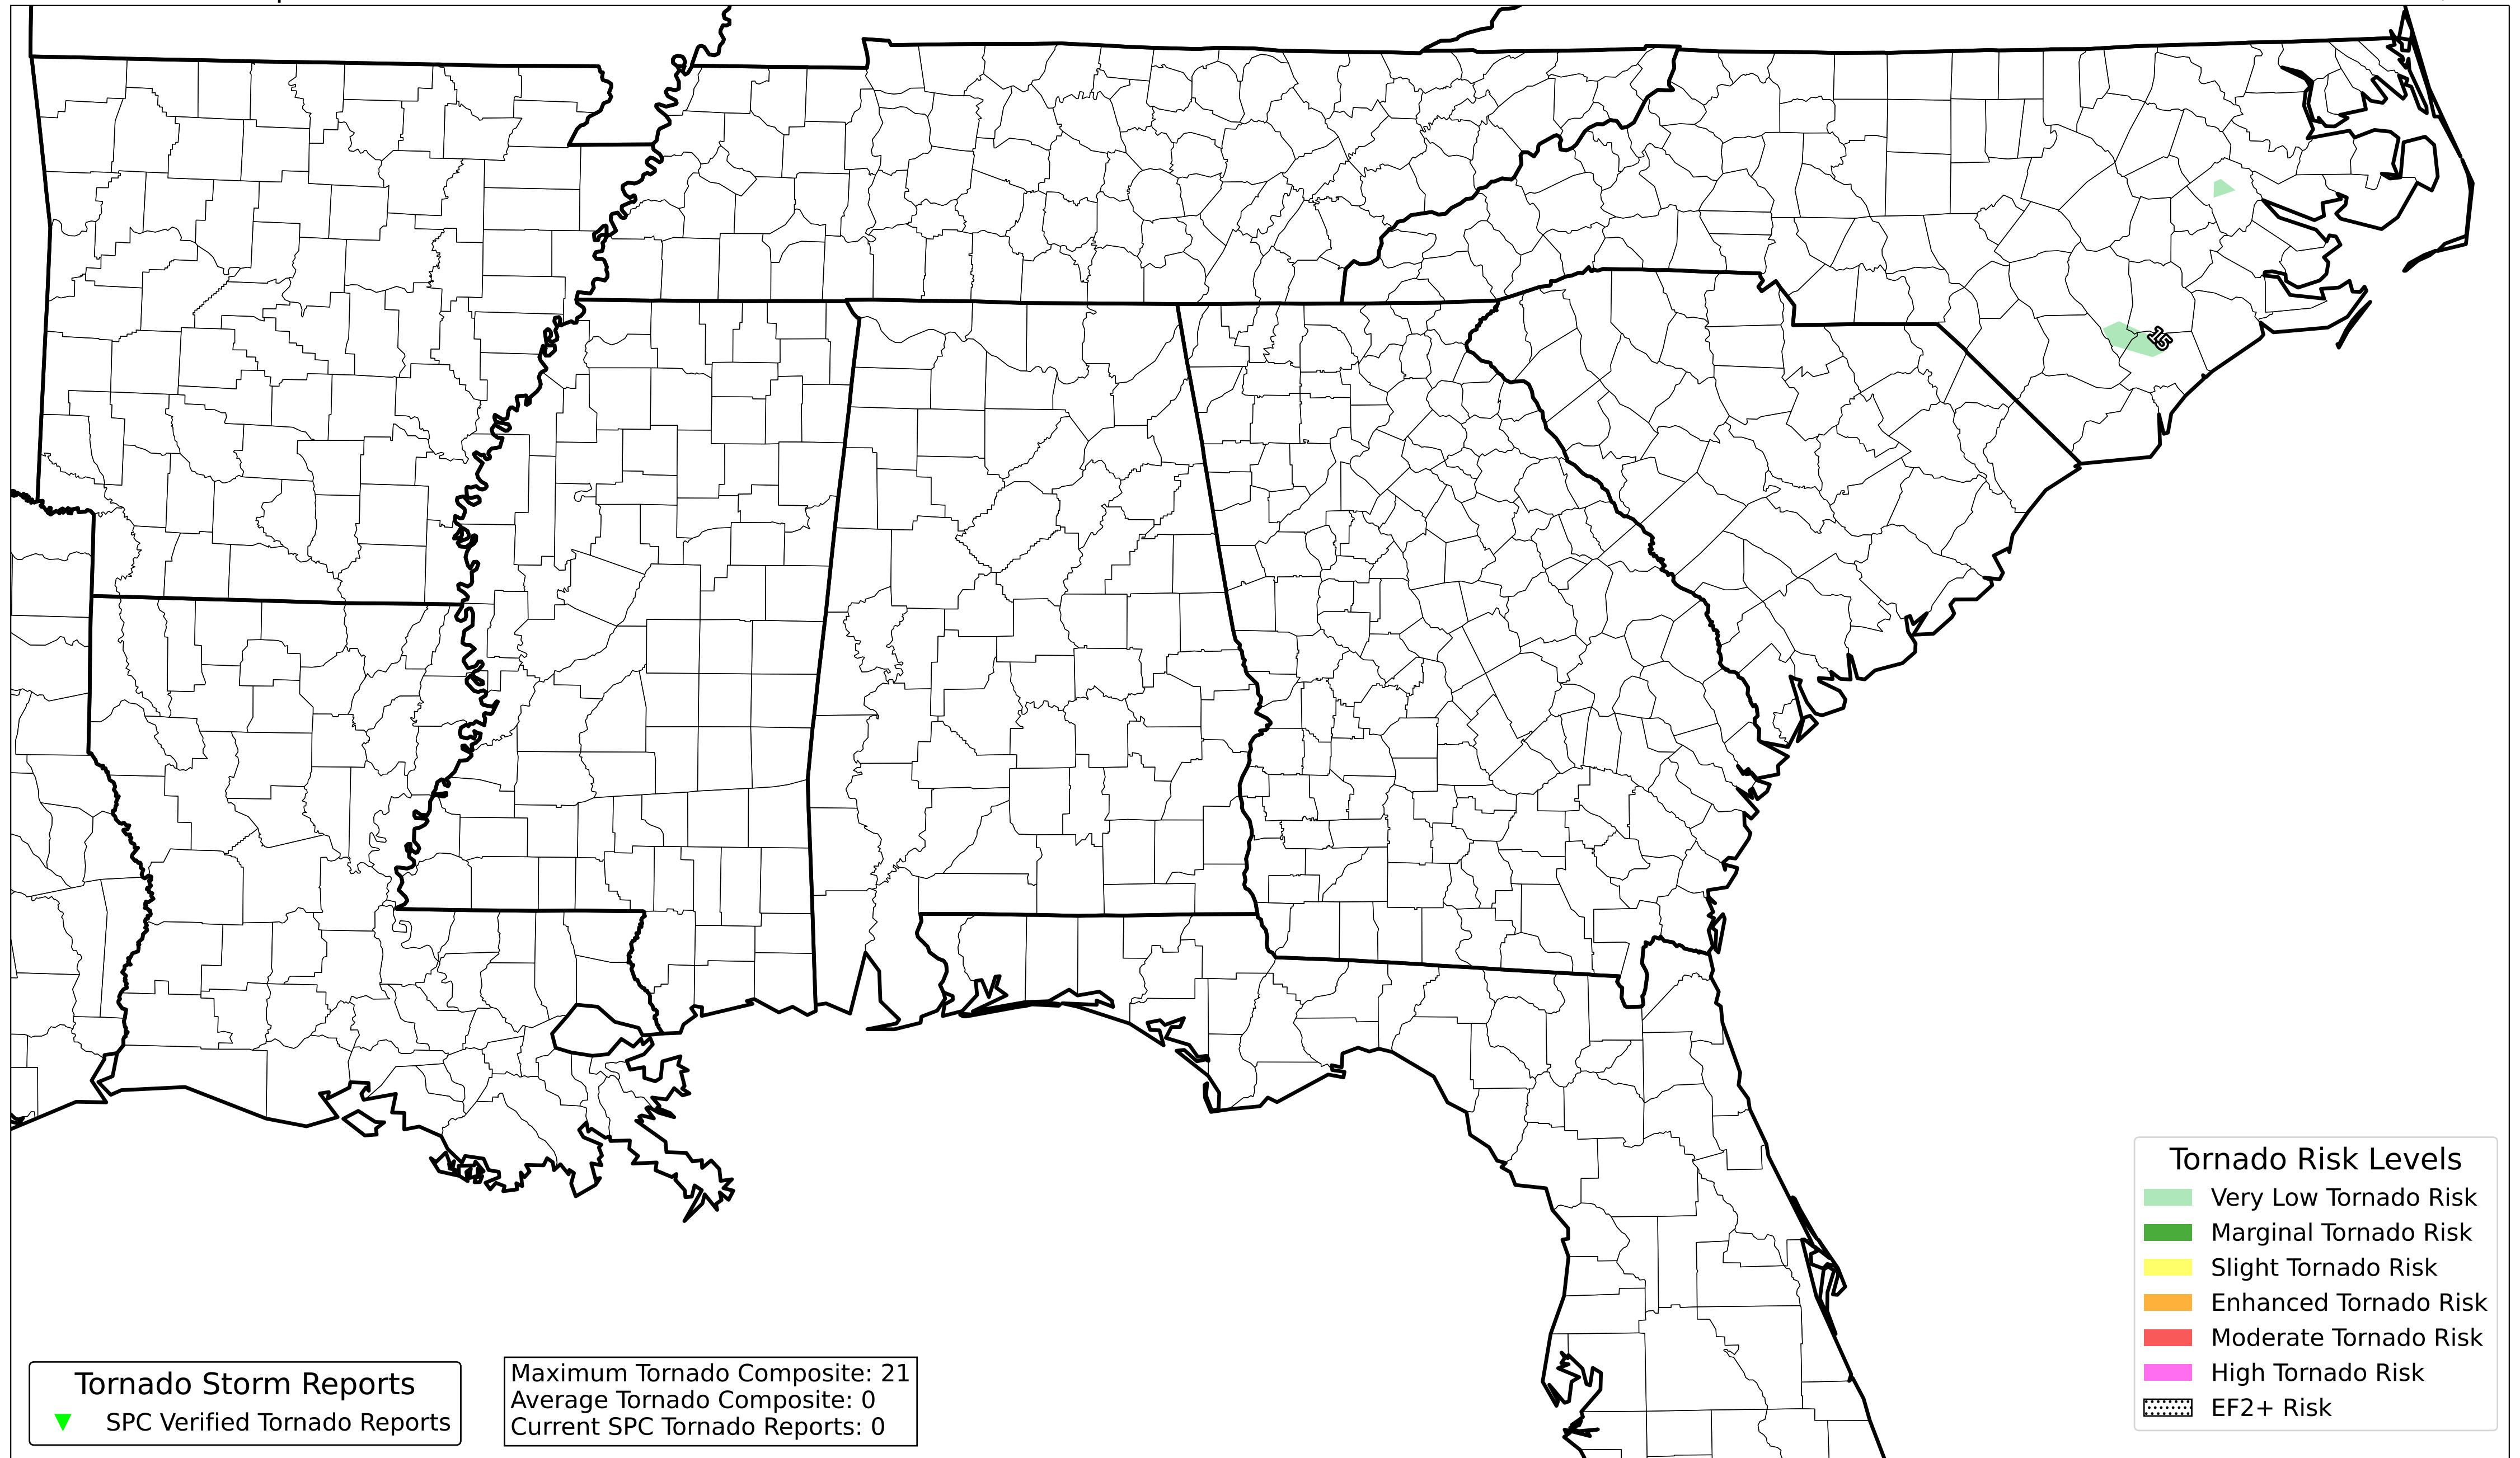 15
Tornado Risk Levels
Very Low Tornado Risk
Marginal Tornado Risk
Slight Tornado Risk
Enhanced Tornado Risk
Moderate Tornado Risk
High Tornado Risk
EF2+ Risk
Tornado Storm Reports
SPC Verified Tornado Reports
Maximum Tornado Composite: 21
Average Tornado Composite: 0
Current SPC Tornado Reports: 0